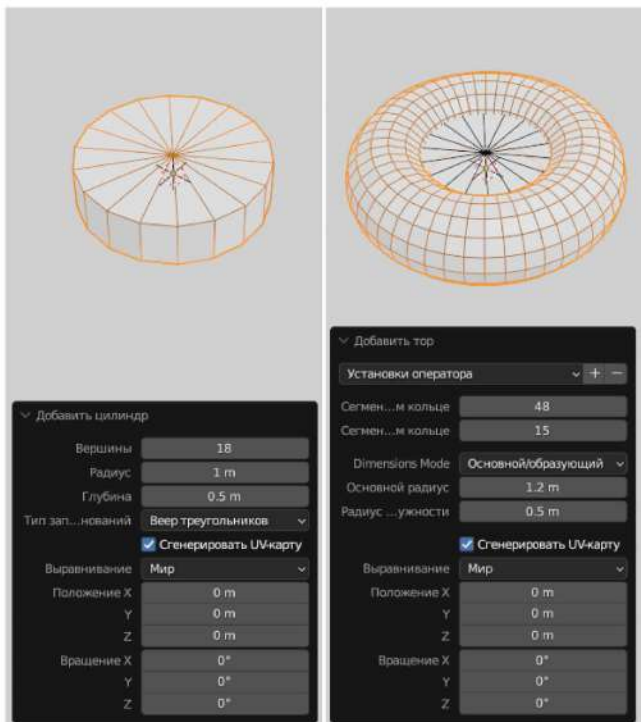 Добавить цилиндр
Вершины 18
Радиус 1 m
Глубина 0.5 m
Тип зап...нований Веер треугольников
Сгенерировать UV-карту
Выравнивание Мир
Положение X 0 m
Y 0 m
Z 0 m
Вращение X 0°
Y 0°
Z 0°
Добавить тор
Установки оператора
Сегмен...м кольце 48
Сегмен...м кольце 15
Dimensions Mode Основной/образующий
Основной радиус 1.2 m
Радиус ...ужности 0.5 m
Сгенерировать UV-карту
Выравнивание Мир
Положение X 0 m
Y 0 m
Z 0 m
Вращение X 0°
Y 0°
Z 0°